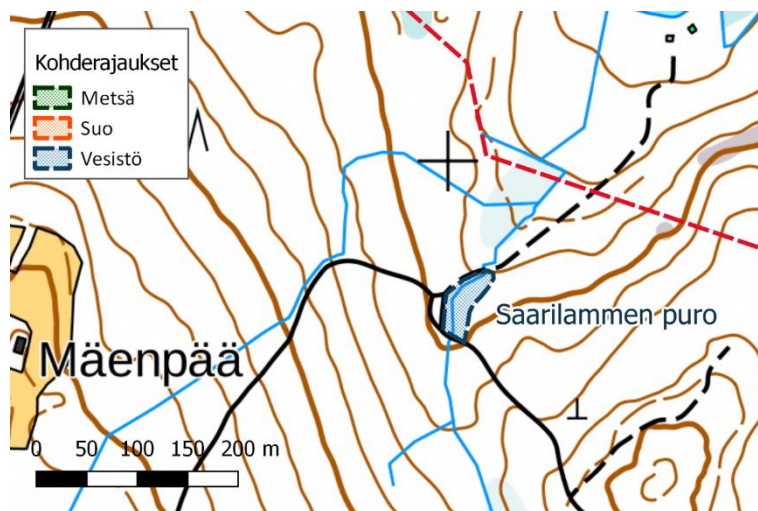 Kohderajaukset
Metsä
Suo
Vesistö
Saarilammen puro
Mäenpää
0 50 100 150 200 m